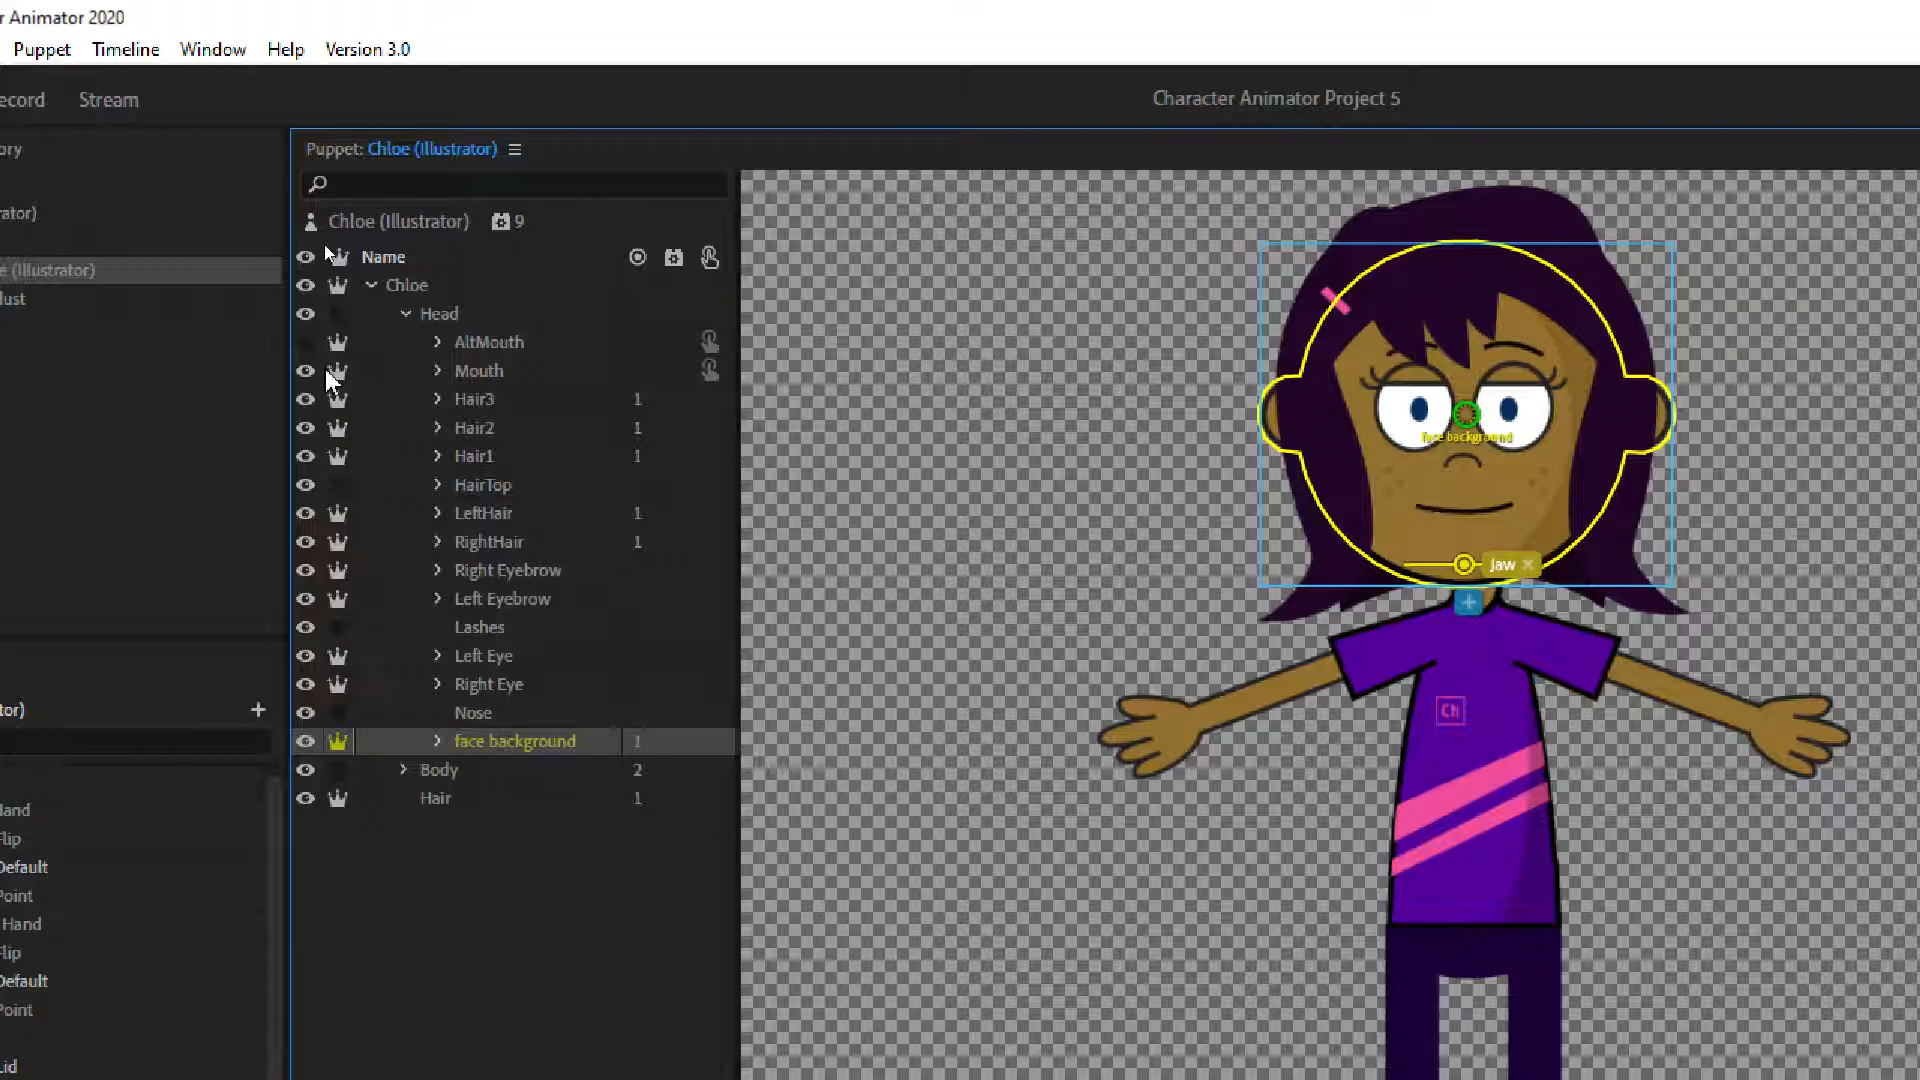 r Animator 2020
Puppet Timeline Window Help Version 3.0
ecord Stream
Character Animator Project 5
ory
Puppet: Chloe (Illustrator)
rator)
Chloe (Illustrator) 9
Name
e (Illustrator)
Chloe
lust
Head
AltMouth
Mouth
Hair3 1
Hair2 1
Hair1 1
HairTop
LeftHair 1
RightHair 1
Right Eyebrow
Left Eyebrow
Lashes
Left Eye
Right Eye
Nose
face background 1
Body 2
Hair 1
face background
Jaw
Ch
tor)
Hand
Flip
Default
Point
Hand
Flip
Default
Point
Lid